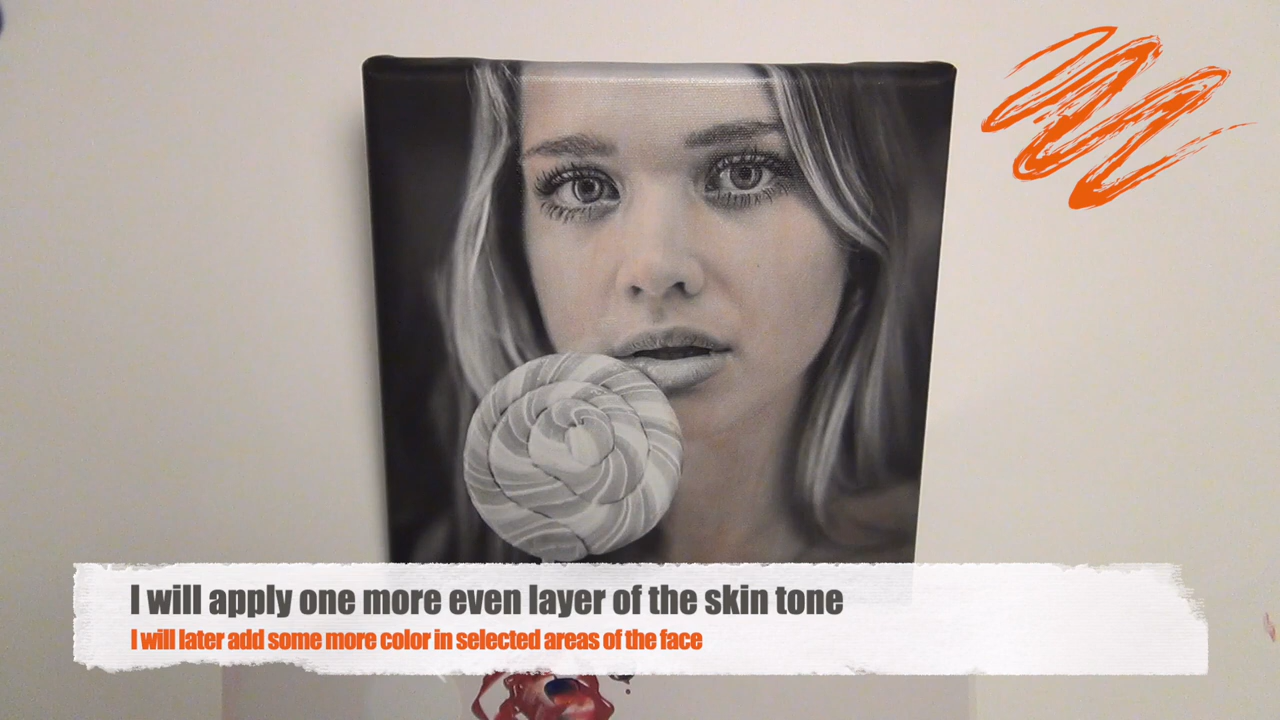 I will apply one more even layer of the skin tone
I will later add some more color in selected areas of the face